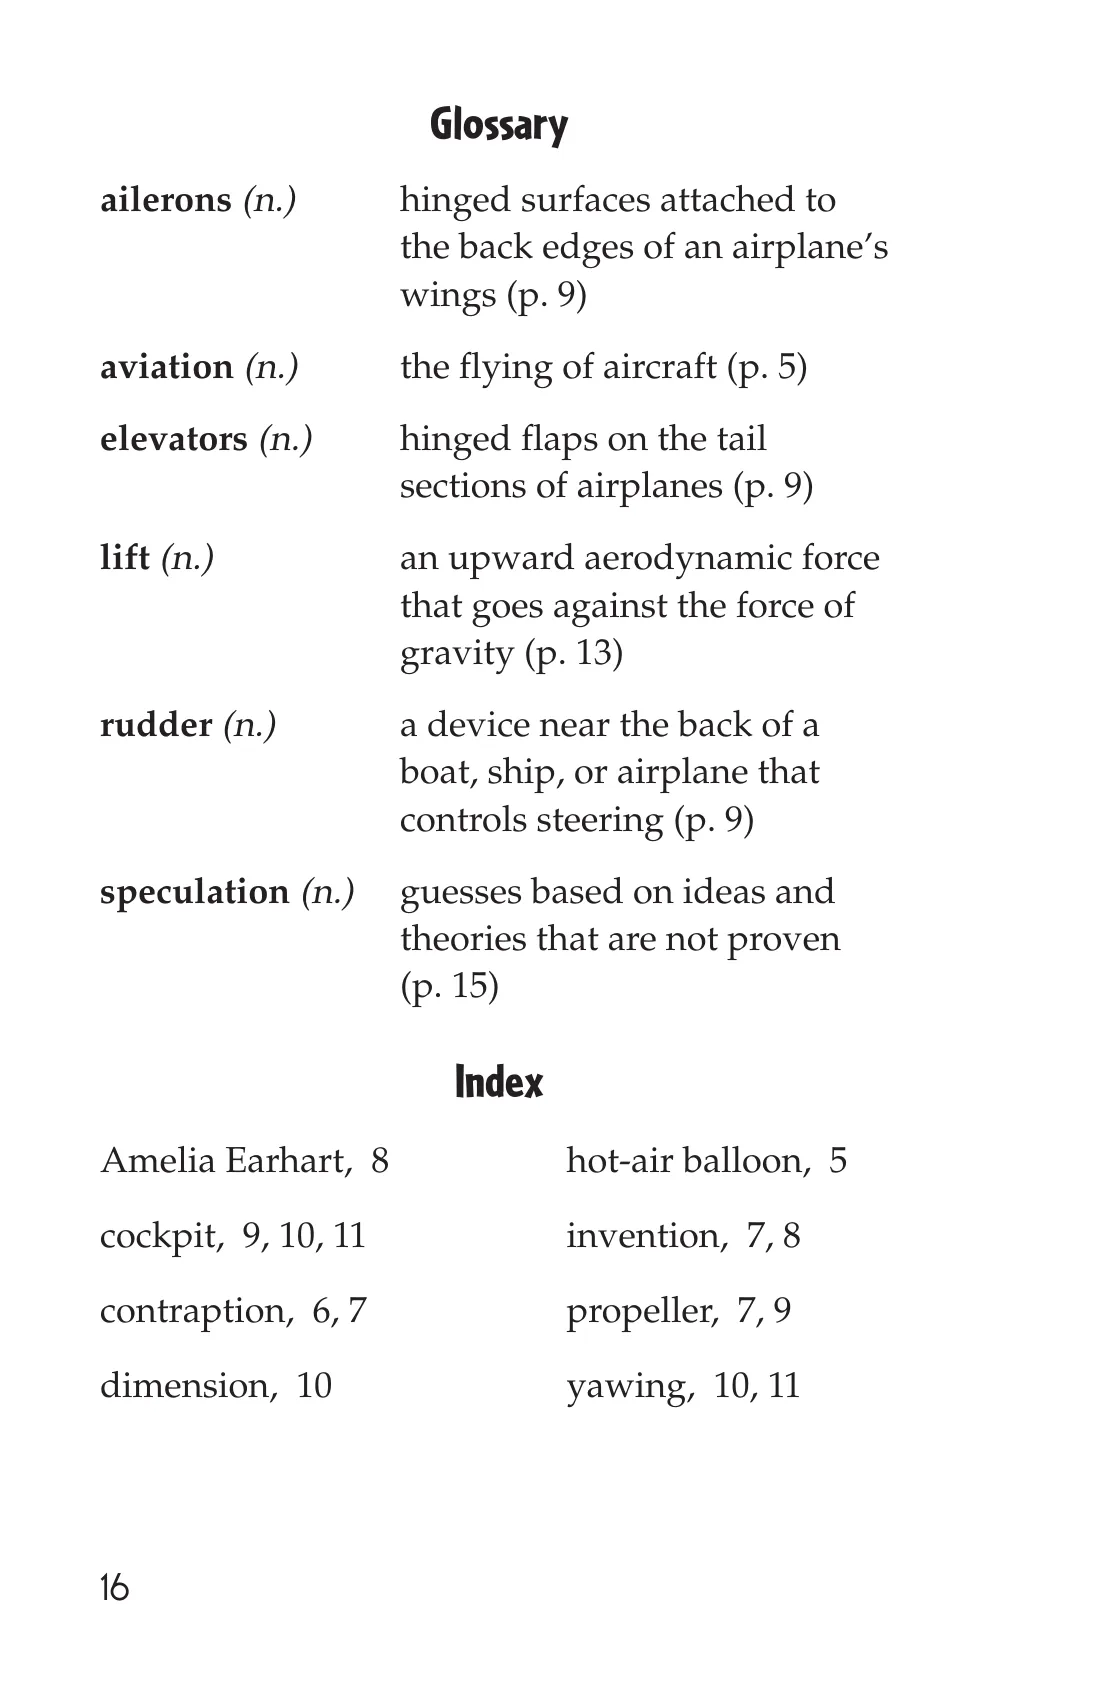 Glossary
ailerons (n.) hinged surfaces attached to
the back edges of an airplane’s
wings (p. 9)
aviation (n.) the flying of aircraft (p. 5)
elevators (n.) hinged flaps on the tail
sections of airplanes (p. 9)
lift (n.) an upward aerodynamic force
that goes against the force of
gravity (p. 13)
rudder (n.) a device near the back of a
boat, ship, or airplane that
controls steering (p. 9)
speculation (n.) guesses based on ideas and
theories that are not proven
(p. 15)
Index
Amelia Earhart, 8
cockpit, 9, 10, 11
contraption, 6, 7
dimension, 10
hot-air balloon, 5
invention, 7, 8
propeller, 7, 9
yawing, 10, 11
16